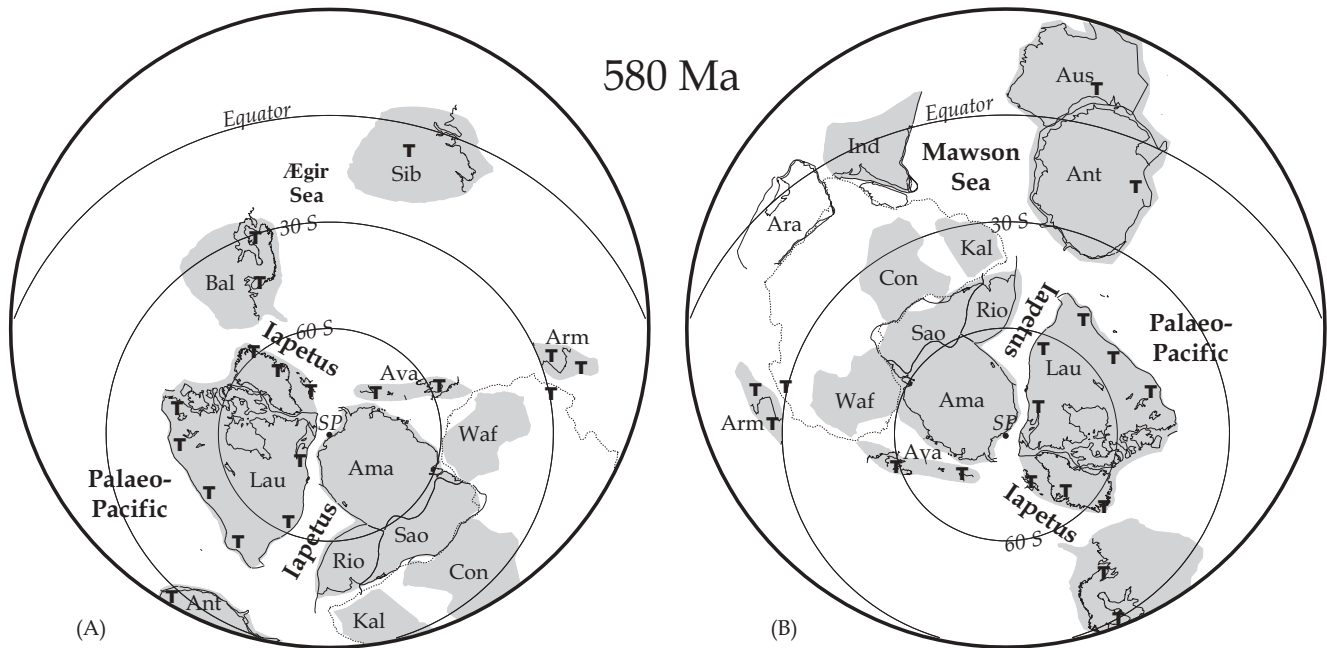 580 Ma
Equator
Sib
T
Ægir
Sea
30 S
T
Bal
T
60 S
Iapetus
T
T
T
Arm
T
T
T
Ava
T
T
T
SP
T
Waf
T
Palaeo-
Pacific
Lau
Ama
T
T
T
T
Iapetus
Sao
Rio
Con
T
Ant
Kal
(A)
Aus
T
Equator
Ind
Mawson
Sea
Ant
T
Ara
30 S
Kal
Con
Rio
Iapetus
T
Palaeo-
Pacific
Sao
T
Lau
T
T
T
T
Waf
Ama
T
Arm
T
SP
Ava
T
T
T
T
T
Iapetus
60 S
T
T
(B)